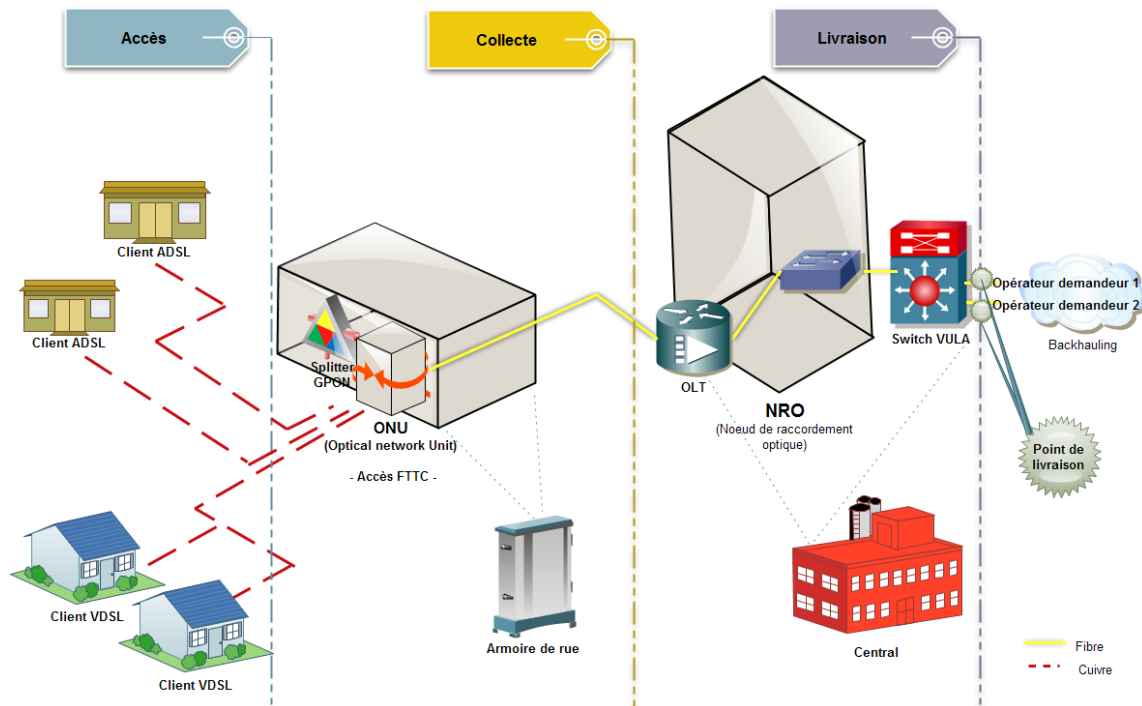 Accès
Collecte
Livraison
Client ADSL
Client ADSL
Splitter
GPON
ONU
(Optical network Unit)
- Accès FTTC -
OLT
NRO
(Noeud de raccordement
optique)
Switch VULA
Opérateur demandeur 1
Opérateur demandeur 2
Backhauling
Point de
livraison
Client VDSL
Client VDSL
Armoire de rue
Central
Fibre
Cuivre